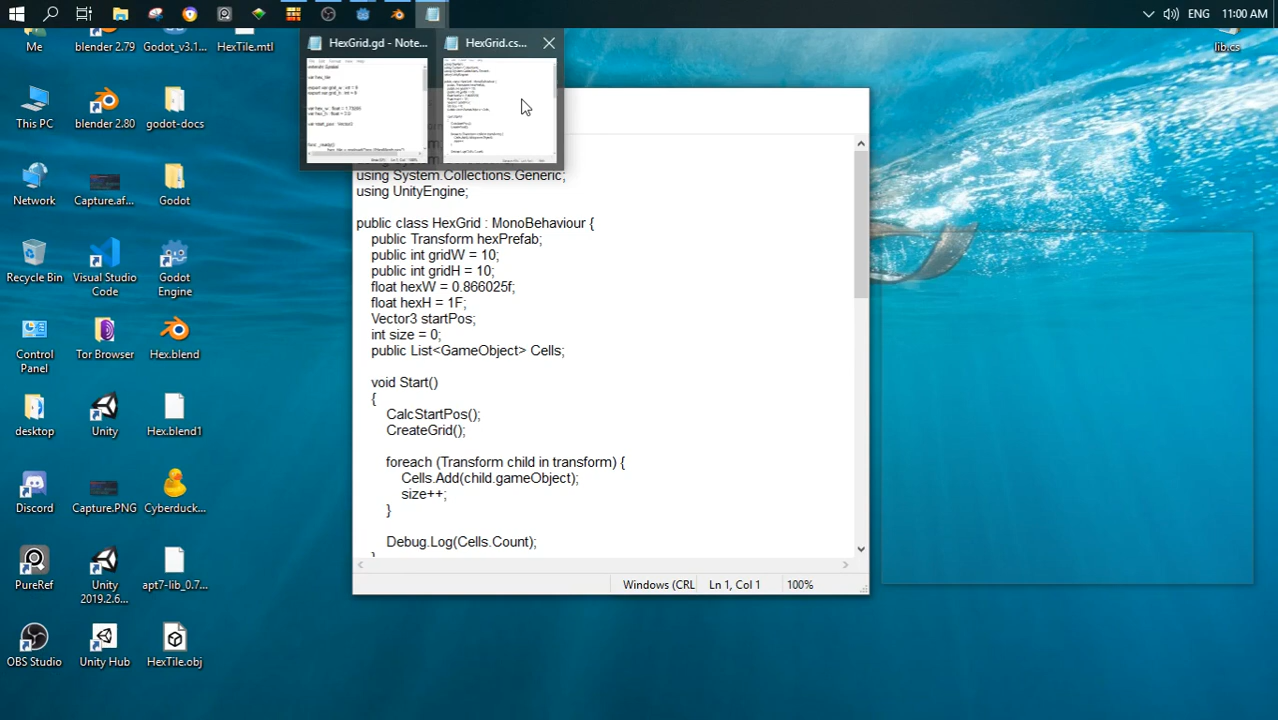 ENG
11:00 AM
Me
blender 2.79
Godot_v3.1...
HexTile.mtl
lib.cs
HexGrid.gd - Note...
HexGrid.cs...
This PC
blender 2.80
godot-docs
Network
Capture.af...
Godot
Recycle Bin
Visual Studio
Code
Godot
Engine
Control
Panel
Tor Browser
Hex.blend
desktop
Unity
Hex.blend1
Discord
Capture.PNG
Cyberduck...
PureRef
Unity
2019.2.6...
apt7-lib_0.7...
OBS Studio
Unity Hub
HexTile.obj
using System.Collections.Generic;
using UnityEngine;
public class HexGrid : MonoBehaviour {
public Transform hexPrefab;
public int gridW = 10;
public int gridH = 10;
float hexW = 0.866025f;
float hexH = 1F;
Vector3 startPos;
int size = 0;
public List<GameObject> Cells;
void Start()
{
CalcStartPos();
CreateGrid();
foreach (Transform child in transform) {
Cells.Add(child.gameObject);
size++;
}
Debug.Log(Cells.Count);
Windows (CRL
Ln 1, Col 1
100%